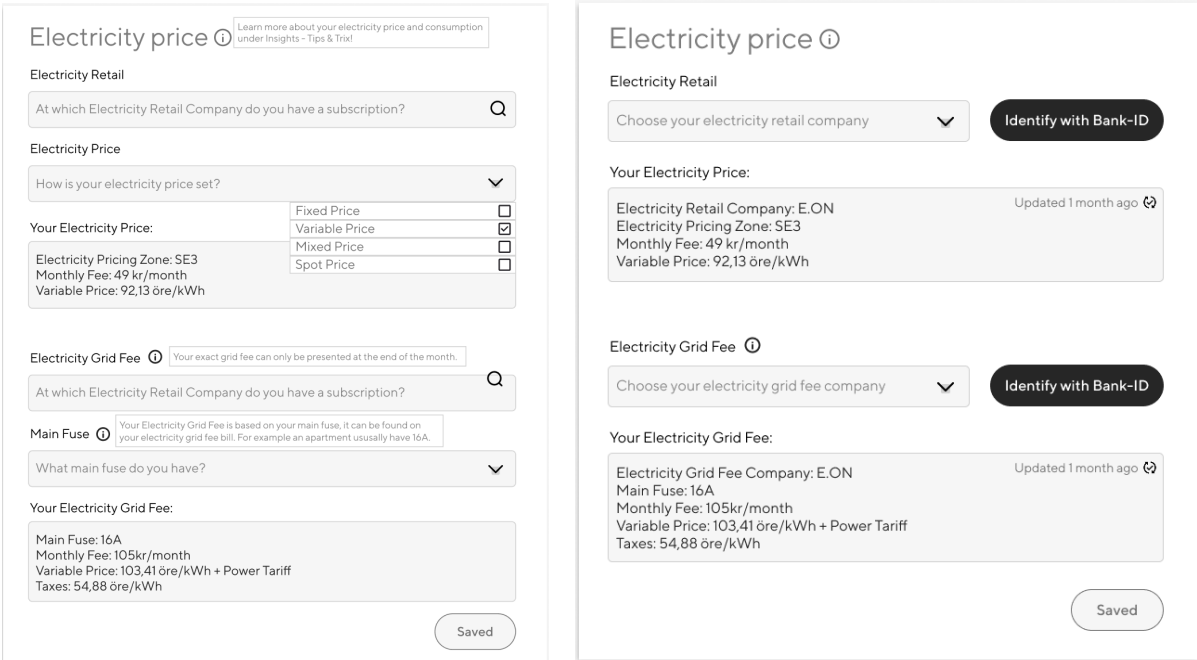 Electricity price
Learn more about your electricity price and consumption
under Insights - Tips & Trix!
Electricity Retail
At which Electricity Retail Company do you have a subscription?
Electricity Price
How is your electricity price set?
Fixed Price
Variable Price
Mixed Price
Spot Price
Your Electricity Price:
Electricity Pricing Zone: SE3
Monthly Fee: 49 kr/month
Variable Price: 92,13 öre/kWh
Electricity Grid Fee
Your exact grid fee can only be presented at the end of the month.
At which Electricity Retail Company do you have a subscription?
Main Fuse
Your Electricity Grid Fee is based on your main fuse, it can be found on
your electricity grid fee bill. For example an apartment ususally have 16A.
What main fuse do you have?
Your Electricity Grid Fee:
Main Fuse: 16A
Monthly Fee: 105kr/month
Variable Price: 103,41 öre/kWh + Power Tariff
Taxes: 54,88 öre/kWh
Saved
Electricity price
Electricity Retail
Choose your electricity retail company
Identify with Bank-ID
Your Electricity Price:
Updated 1 month ago
Electricity Retail Company: E.ON
Electricity Pricing Zone: SE3
Monthly Fee: 49 kr/month
Variable Price: 92,13 öre/kWh
Electricity Grid Fee
Choose your electricity grid fee company
Identify with Bank-ID
Your Electricity Grid Fee:
Updated 1 month ago
Electricity Grid Fee Company: E.ON
Main Fuse: 16A
Monthly Fee: 105kr/month
Variable Price: 103,41 öre/kWh + Power Tariff
Taxes: 54,88 öre/kWh
Saved